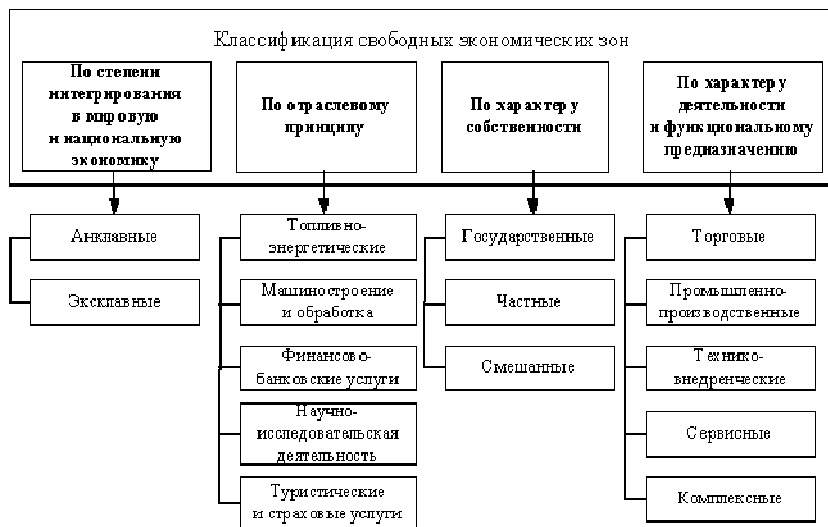 Классификация свободных экономических зон
По степени
интегрирования
в мировую
и национальную
экономику
По отраслевому
принципу
По характеру
собственности
По характеру
деятельности
и функциональному
предназначению
Анклавные
Эксклавные
Топливно-
энергетические
Машиностроение
и обработка
Финансово-
банковские услуги
Научно-
исследовательская
деятельность
Туристические
и страховые услуги
Государственные
Частные
Смешанные
Торговые
Промышленно-
производственные
Технико-
внедренческие
Сервисные
Комплексные